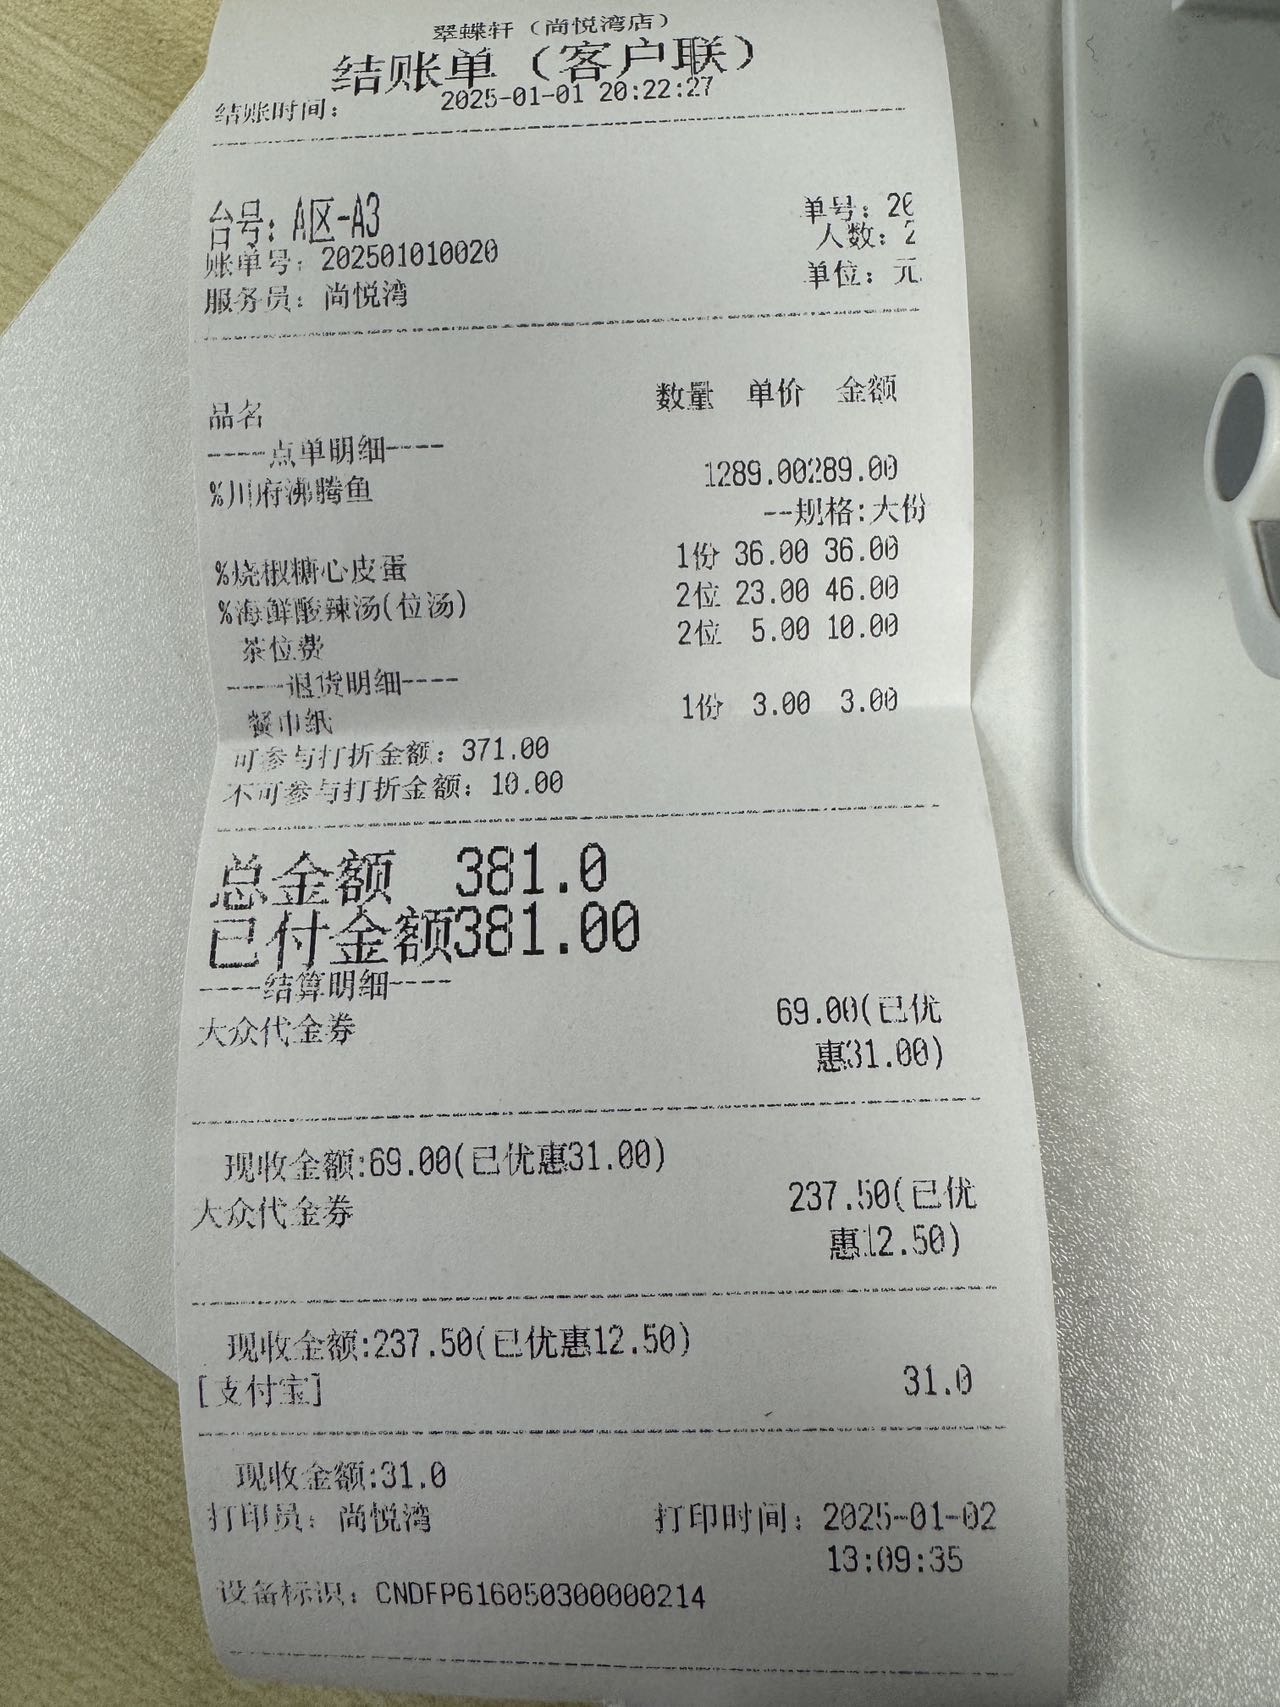 翠蝶轩（尚悦湾店）
结账单（客户联）
结账时间： 2025-01-01 20:22:27
台号：A区-A3 单号：20
账单号：202501010020 人数：2
服务员：尚悦湾 单位：元
品名 数量 单价 金额
----点单明细----
%川府沸腾鱼 1289.00289.00
--规格:大份
%烧椒糖心皮蛋 1份 36.00 36.00
%海鲜酸辣汤(位汤) 2位 23.00 46.00
茶位费 2位 5.00 10.00
----退货明细----
餐巾纸 1份 3.00 3.00
可参与打折金额：371.00
不可参与打折金额：10.00
总金额 381.0
已付金额381.00
----结算明细----
大众代金券 69.00(已优
惠31.00)
现收金额:69.00(已优惠31.00)
大众代金券 237.50(已优
惠12.50)
现收金额:237.50(已优惠12.50)
[支付宝] 31.0
现收金额:31.0
打印员：尚悦湾 打印时间：2025-01-02
13:09:35
设备标识：CNDFP616050300000214